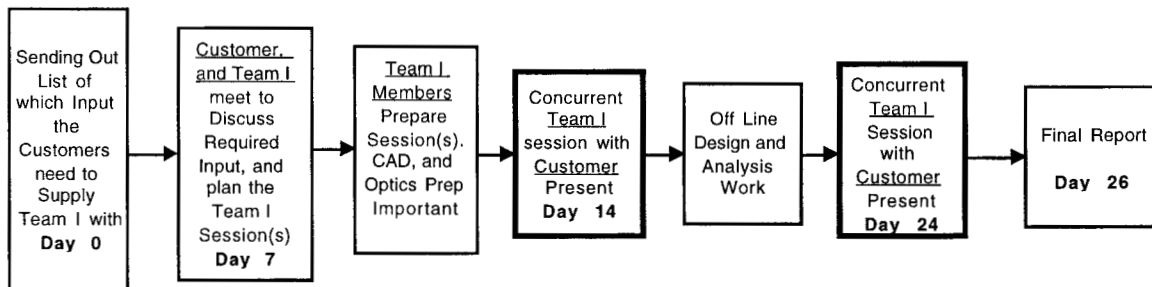 Sending Out
List of
which Input
the
Customers
need to
Supply
Team I with
Day 0
Customer,
and Team I
meet to
Discuss
Required
Input, and
plan the
Team I
Session(s)
Day 7
Team I
Members
Prepare
Session(s).
CAD, and
Optics Prep
Important
Concurrent
Team I
session with
Customer
Present
Day 14
Off Line
Design and
Analysis
Work
Concurrent
Team I
Session
with
Customer
Present
Day 24
Final Report
Day 26